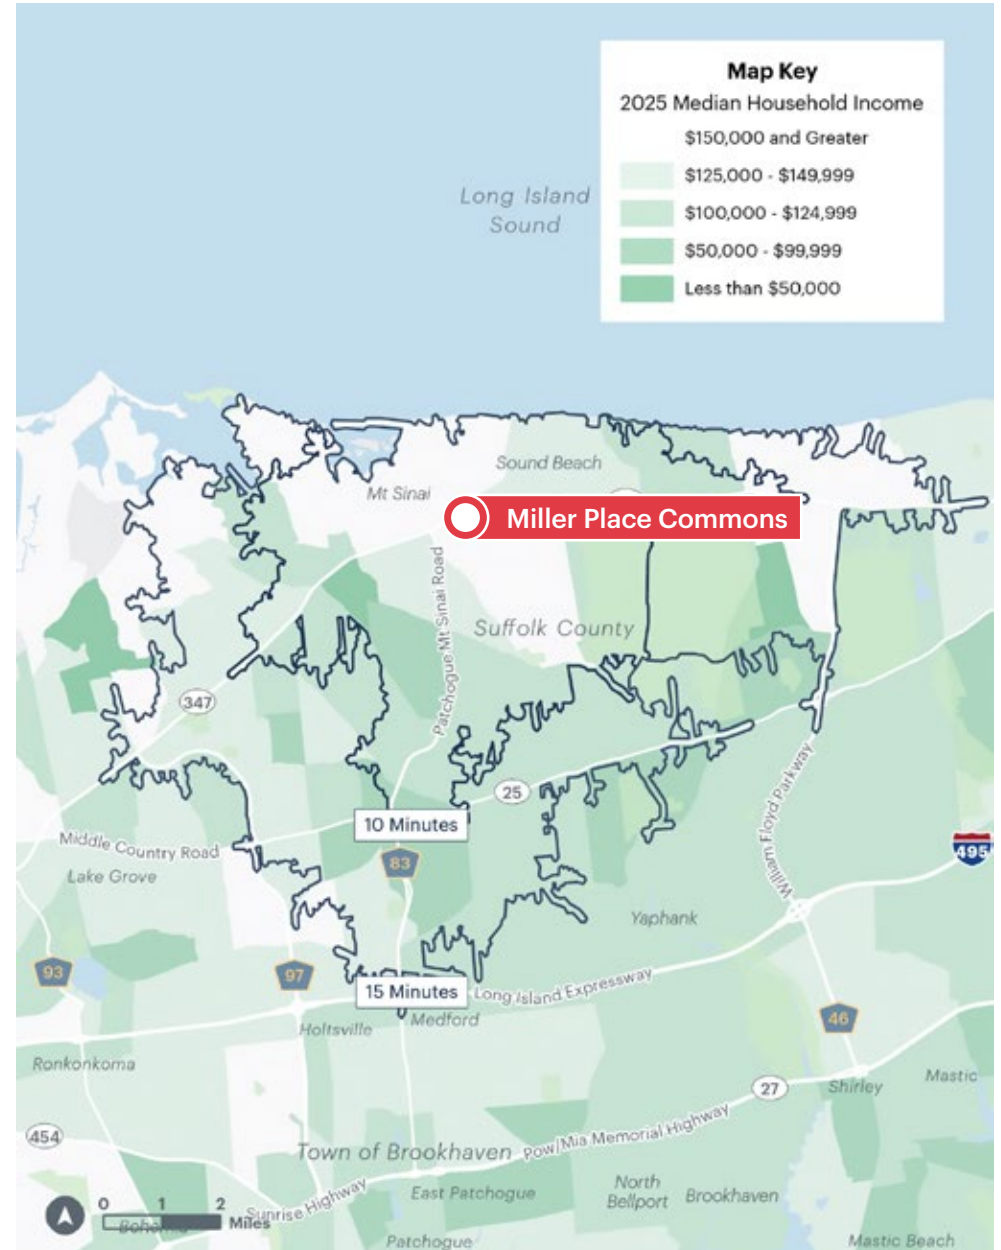 Map Key
2025 Median Household Income
$150,000 and Greater
$125,000 - $149,999
$100,000 - $124,999
$50,000 - $99,999
Less than $50,000
Long Island
Sound
Sound Beach
Mt Sinai
Miller Place Commons
Patchogue-Mt Sinai Road
Suffolk County
347
25
10 Minutes
Middle Country Road
83
William Floyd Parkway
495
Lake Grove
Yaphank
93
97
15 Minutes
Long Island Expressway
Medford
Holtsville
46
Ronkonkoma
27
Shirley
Mastic
454
Town of Brookhaven
Pow/Mia Memorial Highway
Sunrise Highway
East Patchogue
North
Bellport
Brookhaven
0 1 2
Miles
Bohemia
Patchogue
Mastic Beach